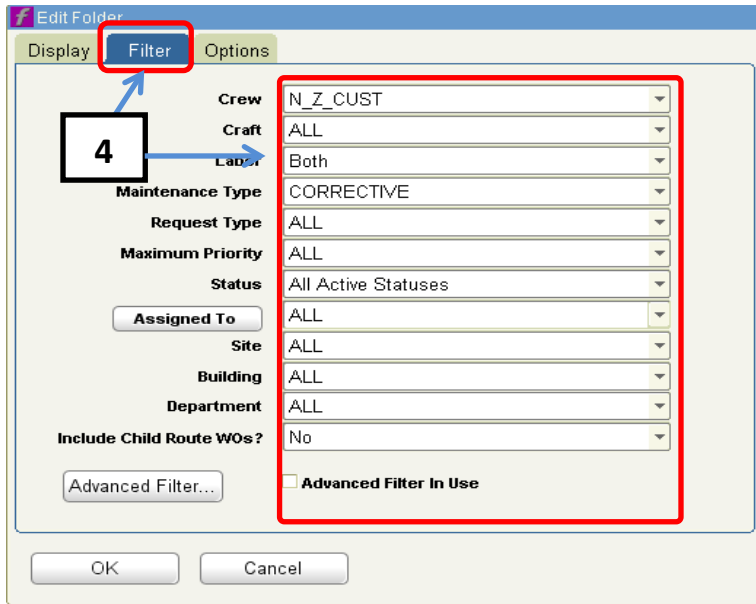 f Edit Folder
Display Filter Options
Crew N_Z_CUST
Craft ALL
4
Labor Both
Maintenance Type CORRECTIVE
Request Type ALL
Maximum Priority ALL
Status All Active Statuses
Assigned To ALL
Site ALL
Building ALL
Department ALL
Include Child Route WOs? No
Advanced Filter... Advanced Filter In Use
OK Cancel